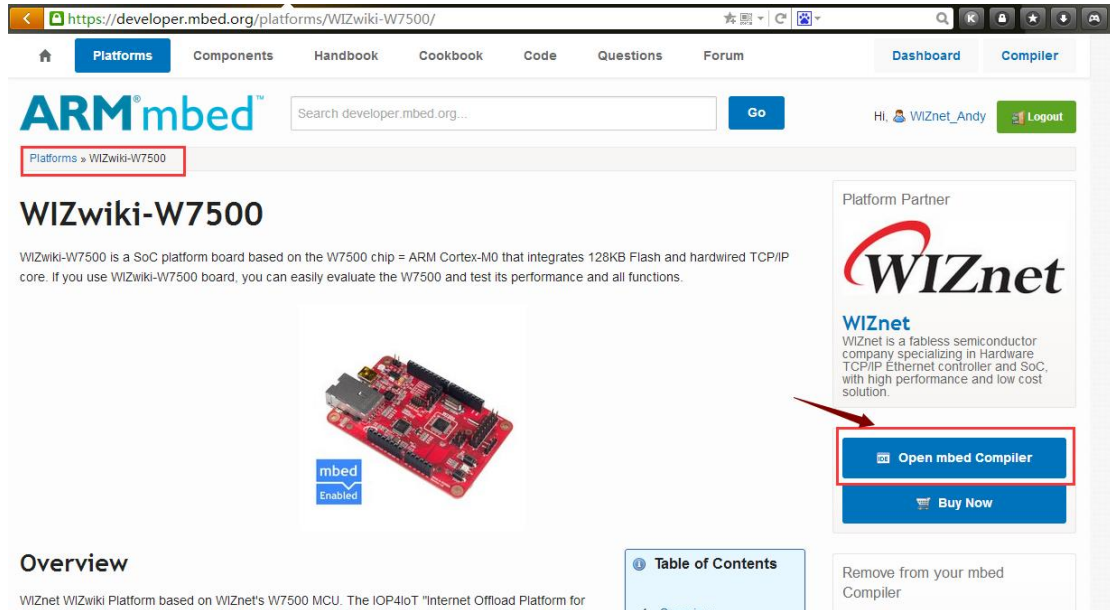 https://developer.mbed.org/platforms/WIZwiki-W7500/
Platforms Components Handbook Cookbook Code Questions Forum Dashboard Compiler
ARM®mbed™ Search developer.mbed.org... Go Hi, WIZnet_Andy Logout
Platforms » WIZwiki-W7500
WIZwiki-W7500
WIZwiki-W7500 is a SoC platform board based on the W7500 chip = ARM Cortex-M0 that integrates 128KB Flash and hardwired TCP/IP
core. If you use WIZwiki-W7500 board, you can easily evaluate the W7500 and test its performance and all functions.
mbed
Enabled
Overview
WIZnet WIZwiki Platform based on WIZnet's W7500 MCU. The IOP4IoT "Internet Offload Platform for
Table of Contents
Platform Partner
WIZnet
WIZnet
WIZnet is a fabless semiconductor
company specializing in Hardware
TCP/IP Ethernet controller and SoC,
with high performance and low cost
solution.
IDE Open mbed Compiler
Buy Now
Remove from your mbed
Compiler